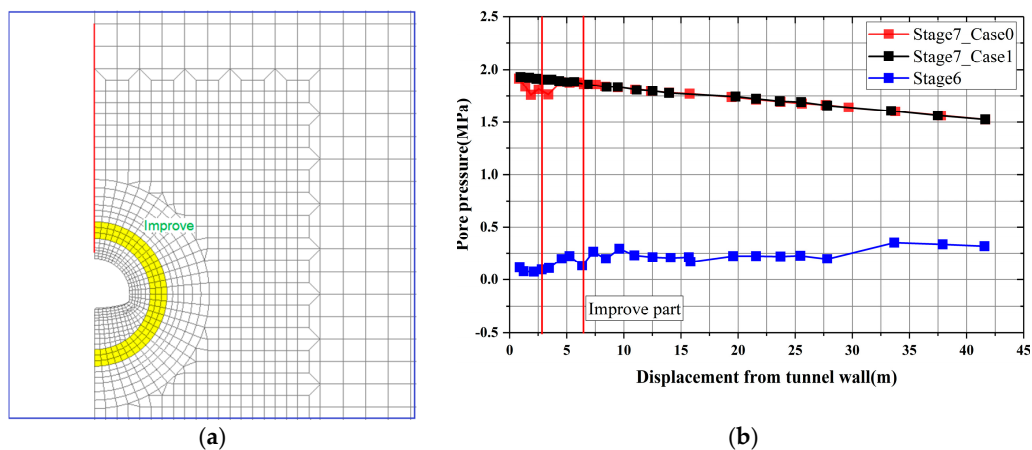 Improve
(a)
2.5
2.0
1.5
1.0
0.5
0.0
-0.5
Pore pressure(MPa)
Stage7_Case0
Stage7_Case1
Stage6
Improve part
0 5 10 15 20 25 30 35 40 45
Displacement from tunnel wall(m)
(b)